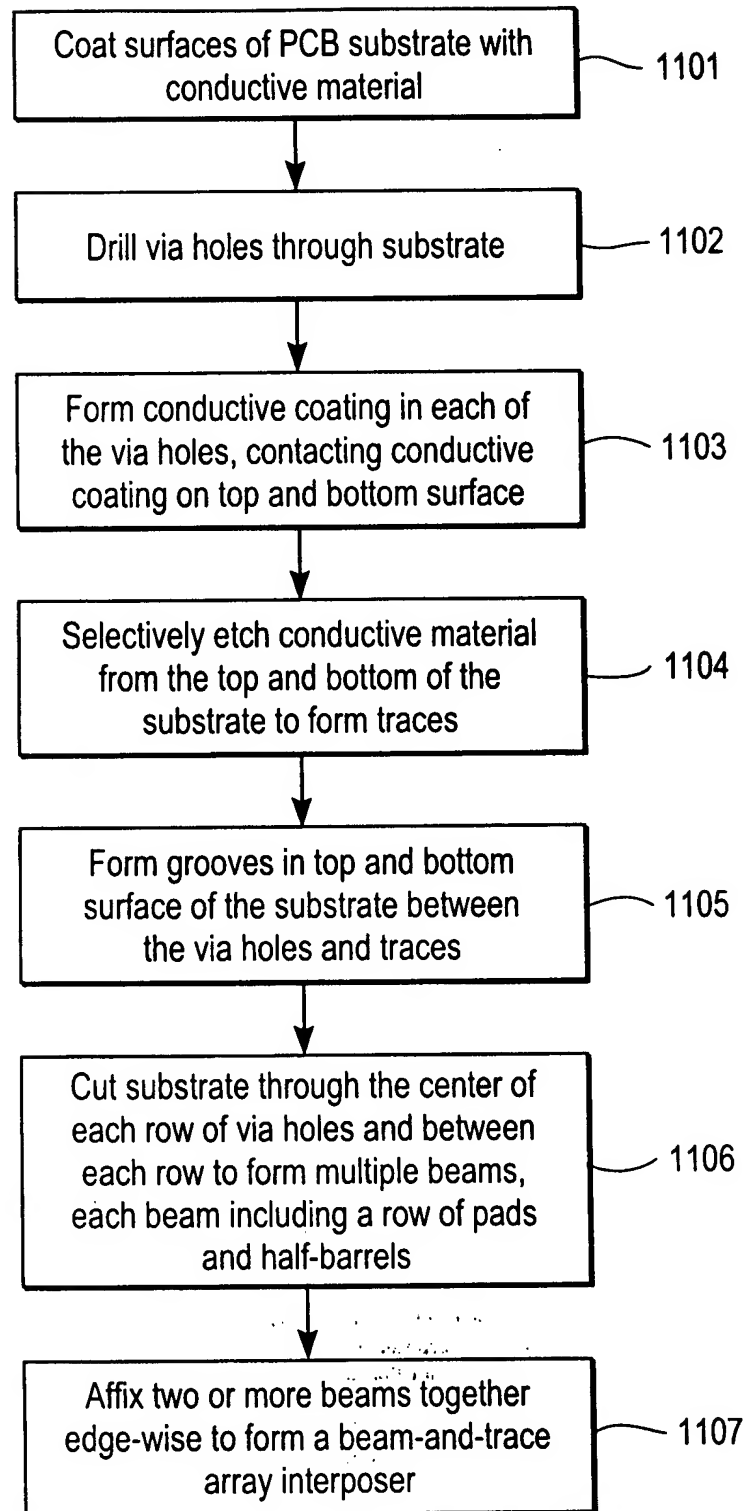 Coat surfaces of PCB substrate with
conductive material
1101
Drill via holes through substrate
1102
Form conductive coating in each of
the via holes, contacting conductive
coating on top and bottom surface
1103
Selectively etch conductive material
from the top and bottom of the
substrate to form traces
1104
Form grooves in top and bottom
surface of the substrate between
the via holes and traces
1105
Cut substrate through the center of
each row of via holes and between
each row to form multiple beams,
each beam including a row of pads
and half-barrels
1106
Affix two or more beams together
edge-wise to form a beam-and-trace
array interposer
1107